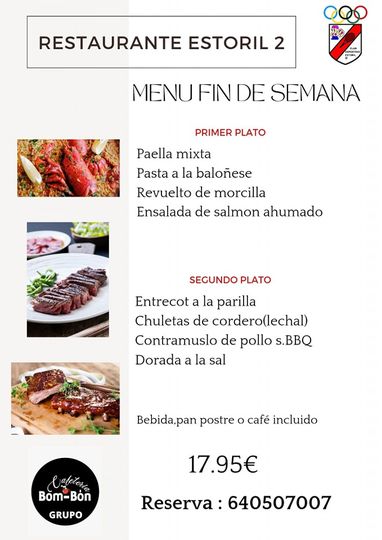 RESTAURANTE ESTORIL 2
MENU FIN DE SEMANA
PRIMER PLATO
Paella mixta
Pasta a la baloñese
Revuelto de morcilla
Ensalada de salmon ahumado
SEGUNDO PLATO
Entrecot a la parilla
Chuletas de cordero(lechal)
Contramuslo de pollo s.BBQ
Dorada a la sal
Bebida,pan postre o café incluido
17.95€
Reserva : 640507007
Cafetería
Bom-Bón
GRUPO